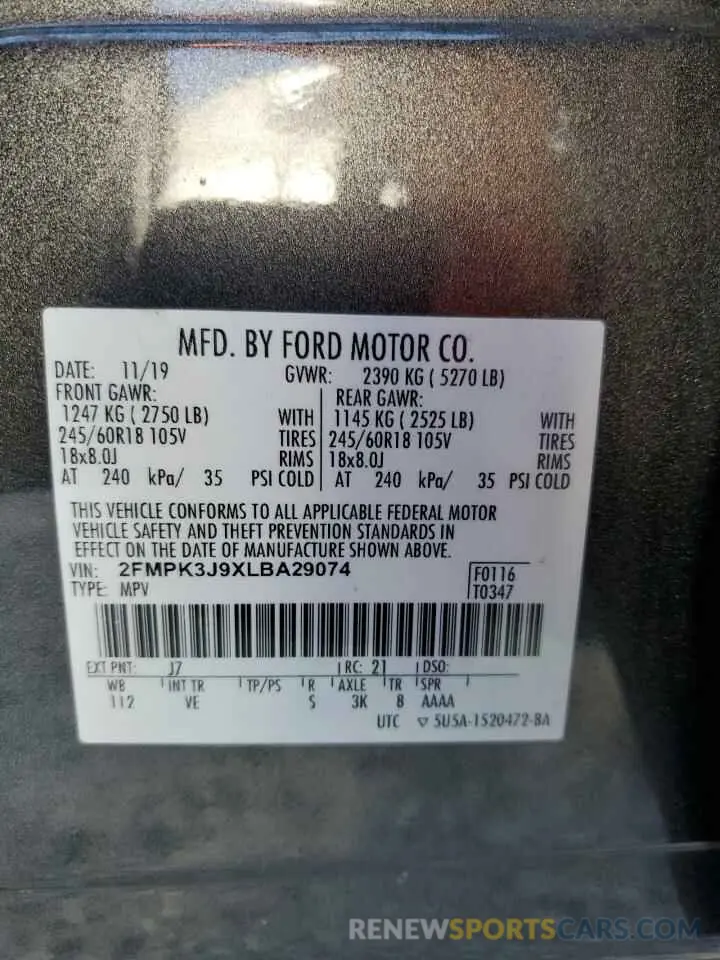 MFD. BY FORD MOTOR CO.
DATE: 11/19 GVWR: 2390 KG ( 5270 LB)
FRONT GAWR: REAR GAWR:
1247 KG ( 2750 LB) WITH 1145 KG ( 2525 LB) WITH
245/60R18 105V TIRES 245/60R18 105V TIRES
18x8.0J RIMS 18x8.0J RIMS
AT 240 kPa/ 35 PSI COLD AT 240 kPa/ 35 PSI COLD
THIS VEHICLE CONFORMS TO ALL APPLICABLE FEDERAL MOTOR
VEHICLE SAFETY AND THEFT PREVENTION STANDARDS IN
EFFECT ON THE DATE OF MANUFACTURE SHOWN ABOVE.
VIN: 2FMPK3J9XLBA29074 F0116
TYPE: MPV T0347
EXT PNT: J7 RC: 21 DSO:
WB INT TR TP/PS R AXLE TR SPR
112 VE S 3K 8 AAAA
UTC ▽ 5U5A-1520472-BA
RENEWSPORTSCARS.COM